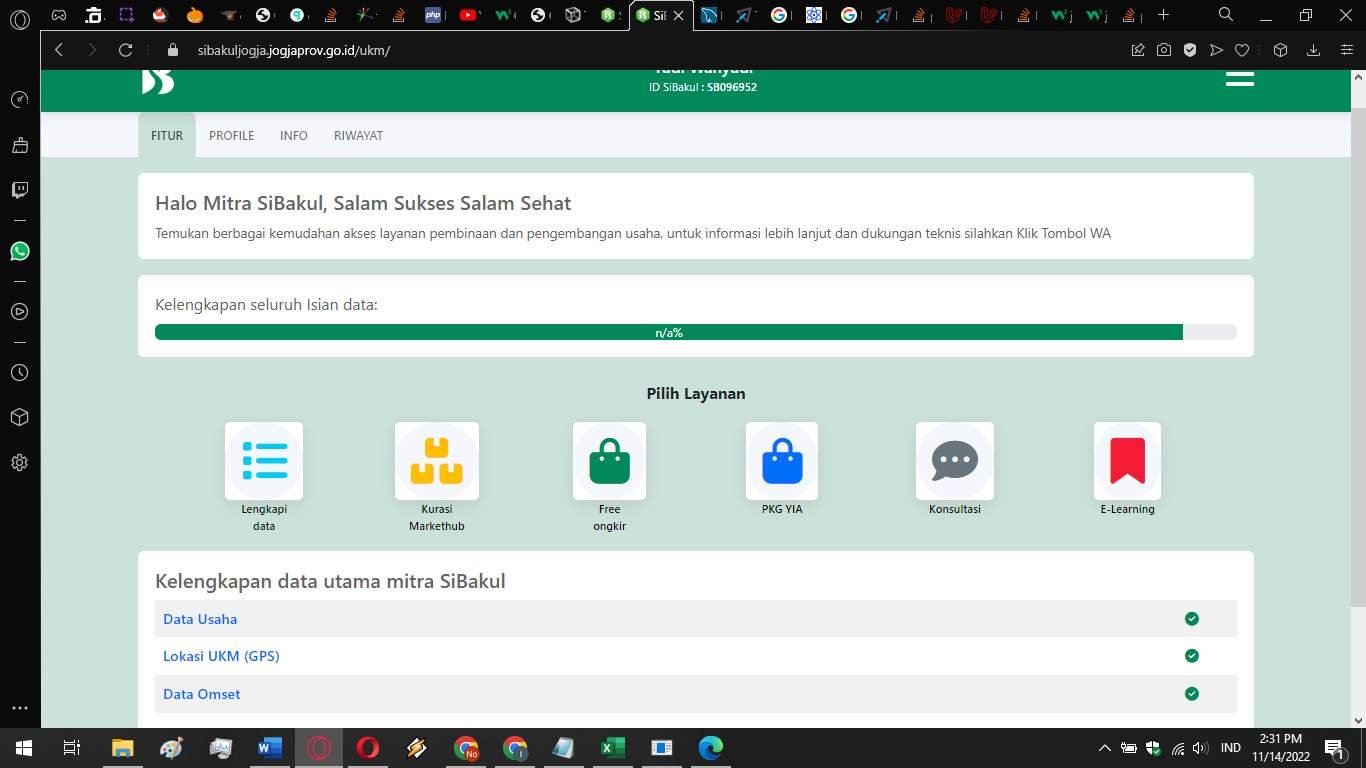 sibakuljogja.jogjaprov.go.id/ukm/
ID SiBakul : SB096952
FITUR PROFILE INFO RIWAYAT
Halo Mitra SiBakul, Salam Sukses Salam Sehat
Temukan berbagai kemudahan akses layanan pembinaan dan pengembangan usaha, untuk informasi lebih lanjut dan dukungan teknis silahkan Klik Tombol WA
Kelengkapan seluruh Isian data:
n/a%
Pilih Layanan
Lengkapi
data
Kurasi
Markethub
Free
ongkir
PKG YIA
Konsultasi
E-Learning
Kelengkapan data utama mitra SiBakul
Data Usaha
Lokasi UKM (GPS)
Data Omset
IND
2:31 PM
11/14/2022